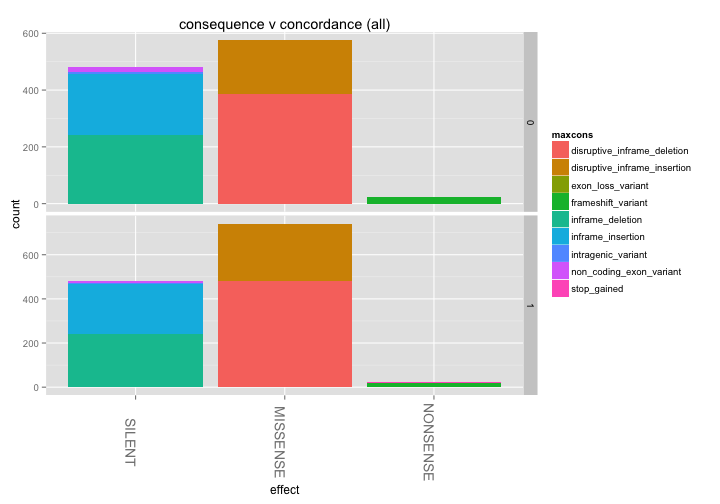 consequence v concordance (all)
600
400
200
0
0
600
400
200
0
1
count
SILENT
MISSENSE
NONSENSE
effect
maxcons
disruptive_inframe_deletion
disruptive_inframe_insertion
exon_loss_variant
frameshift_variant
inframe_deletion
inframe_insertion
intragenic_variant
non_coding_exon_variant
stop_gained